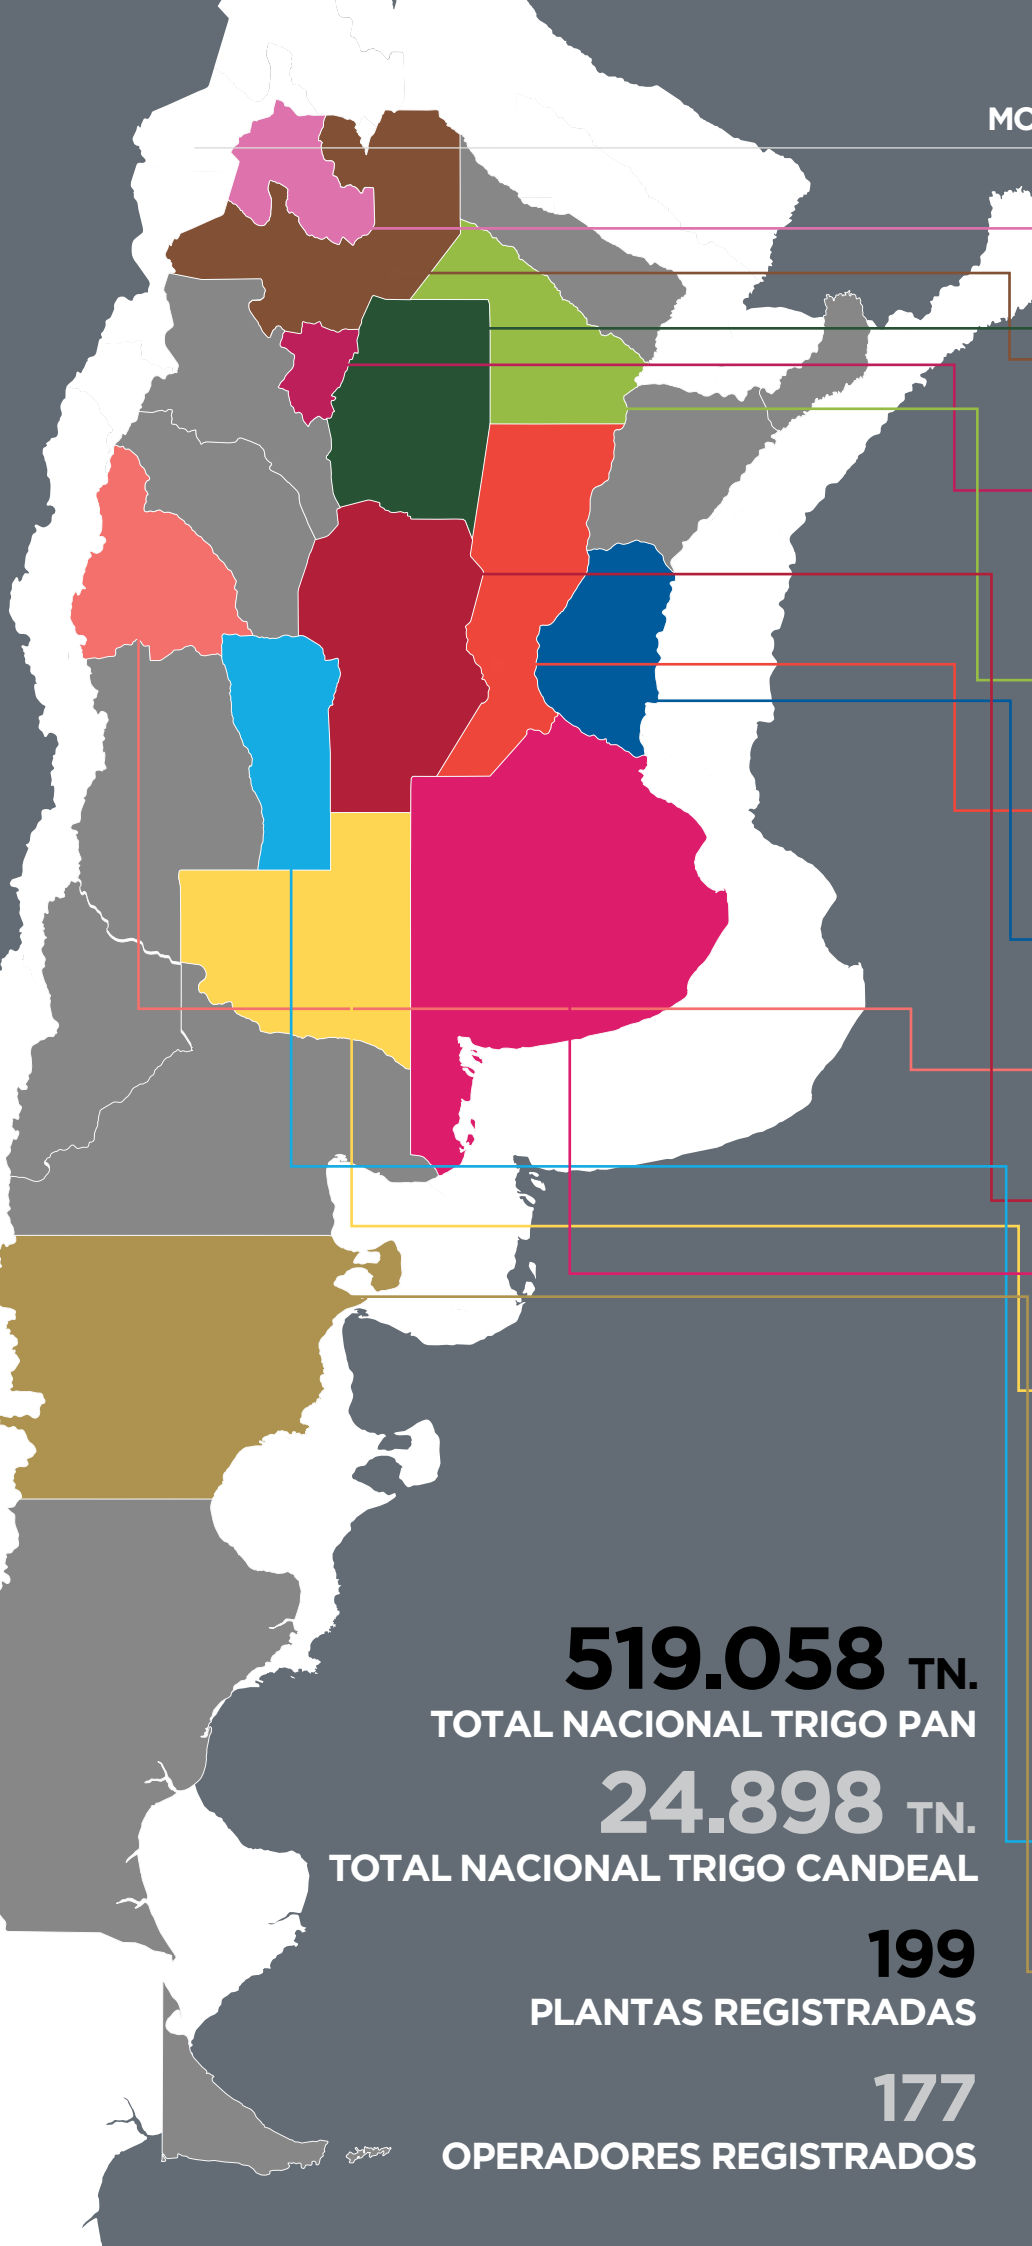 MO
519.058 TN.
TOTAL NACIONAL TRIGO PAN
24.898 TN.
TOTAL NACIONAL TRIGO CANDEAL
199
PLANTAS REGISTRADAS
177
OPERADORES REGISTRADOS